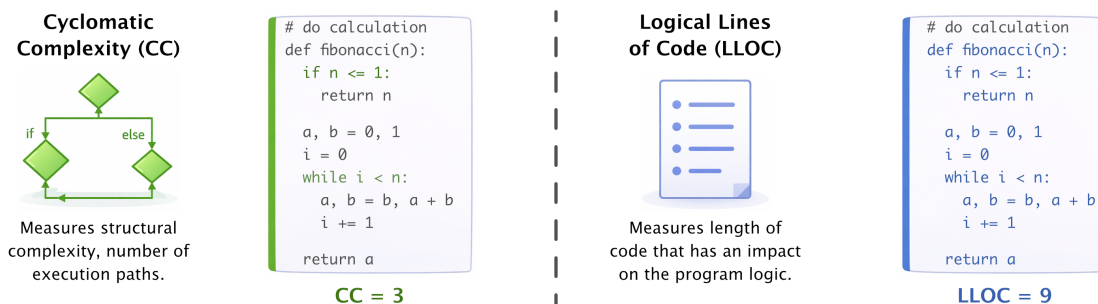 Cyclomatic
Complexity (CC)
if
else
Measures structural
complexity, number of
execution paths.
# do calculation
def fibonacci(n):
if n <= 1:
return n
a, b = 0, 1
i = 0
while i < n:
a, b = b, a + b
i += 1
return a
CC = 3
Logical Lines
of Code (LLOC)
Measures length of
code that has an impact
on the program logic.
# do calculation
def fibonacci(n):
if n <= 1:
return n
a, b = 0, 1
i = 0
while i < n:
a, b = b, a + b
i += 1
return a
LLOC = 9